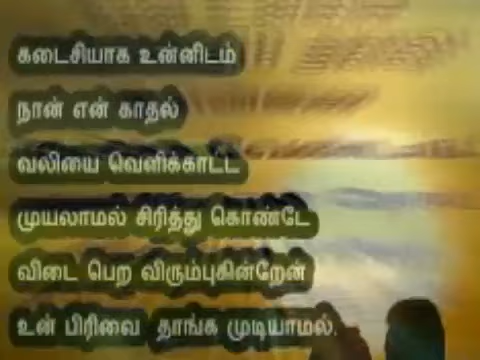 கடைசியாக உன்னிடம்
நான் என் காதல்
வலியை வெளிக்காட்ட
முயலாமல் சிரித்து கொண்டே
விடை பெற விரும்புகின்றேன்
உன் பிரிவை தாங்க முடியாமல்.